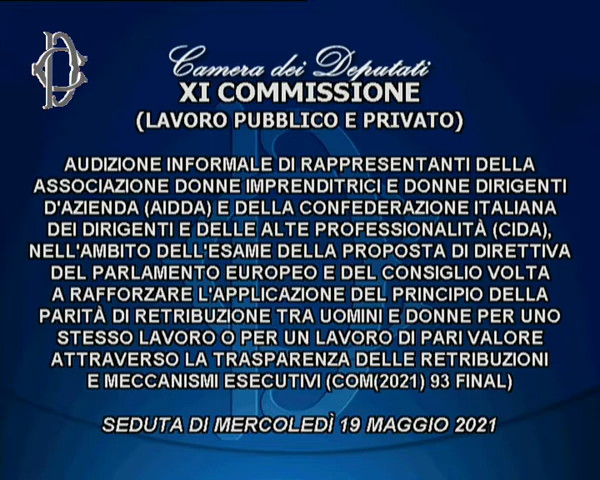 Camera dei Deputati
XI COMMISSIONE
(LAVORO PUBBLICO E PRIVATO)
AUDIZIONE INFORMALE DI RAPPRESENTANTI DELLA
ASSOCIAZIONE DONNE IMPRENDITRICI E DONNE DIRIGENTI
D'AZIENDA (AIDDA) E DELLA CONFEDERAZIONE ITALIANA
DEI DIRIGENTI E DELLE ALTE PROFESSIONALITÀ (CIDA),
NELL'AMBITO DELL'ESAME DELLA PROPOSTA DI DIRETTIVA
DEL PARLAMENTO EUROPEO E DEL CONSIGLIO VOLTA
A RAFFORZARE L'APPLICAZIONE DEL PRINCIPIO DELLA
PARITÀ DI RETRIBUZIONE TRA UOMINI E DONNE PER UNO
STESSO LAVORO O PER UN LAVORO DI PARI VALORE
ATTRAVERSO LA TRASPARENZA DELLE RETRIBUZIONI
E MECCANISMI ESECUTIVI (COM(2021) 93 FINAL)
SEDUTA DI MERCOLEDÌ 19 MAGGIO 2021